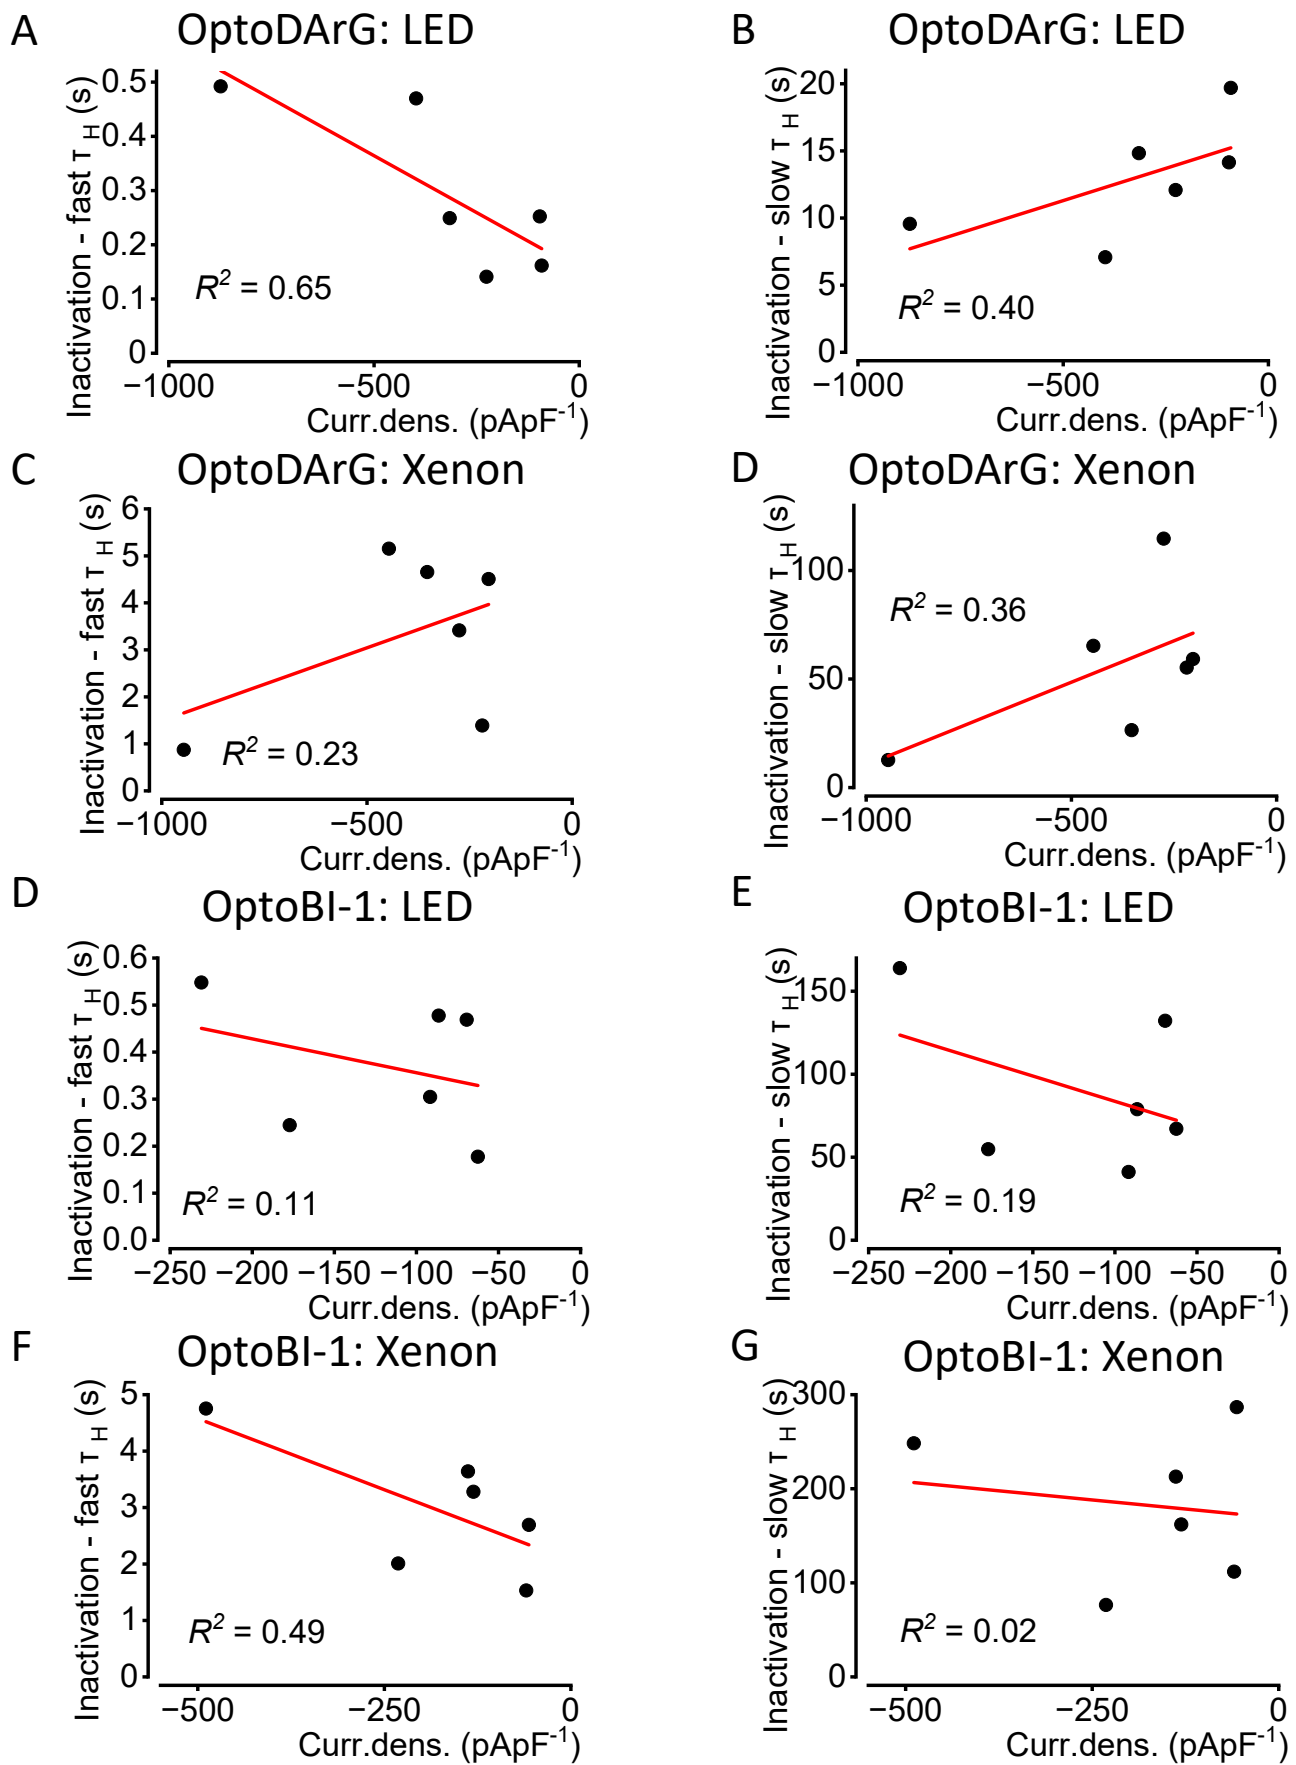 A
OptoDArG: LED
Inactivation - fast τ H (s)
0.5
0.4
0.3
0.2
0.1
0
R² = 0.65
−1000
−500
0
Curr.dens. (pApF⁻¹)
B
OptoDArG: LED
Inactivation - slow τ H (s)
20
15
10
5
0
R² = 0.40
−1000
−500
0
Curr.dens. (pApF⁻¹)
C
OptoDArG: Xenon
Inactivation - fast τ H (s)
6
5
4
3
2
1
0
R² = 0.23
−1000
−500
0
Curr.dens. (pApF⁻¹)
D
OptoDArG: Xenon
Inactivation - slow τ H (s)
100
50
0
R² = 0.36
−1000
−500
0
Curr.dens. (pApF⁻¹)
D
OptoBI-1: LED
Inactivation - fast τ H (s)
0.6
0.5
0.4
0.3
0.2
0.1
0.0
R² = 0.11
−250 −200 −150 −100 −50 0
Curr.dens. (pApF⁻¹)
E
OptoBI-1: LED
Inactivation - slow τ H (s)
150
100
50
0
R² = 0.19
−250 −200 −150 −100 −50 0
Curr.dens. (pApF⁻¹)
F
OptoBI-1: Xenon
Inactivation - fast τ H (s)
5
4
3
2
1
0
R² = 0.49
−500
−250
0
Curr.dens. (pApF⁻¹)
G
OptoBI-1: Xenon
Inactivation - slow τ H (s)
300
200
100
0
R² = 0.02
−500
−250
0
Curr.dens. (pApF⁻¹)